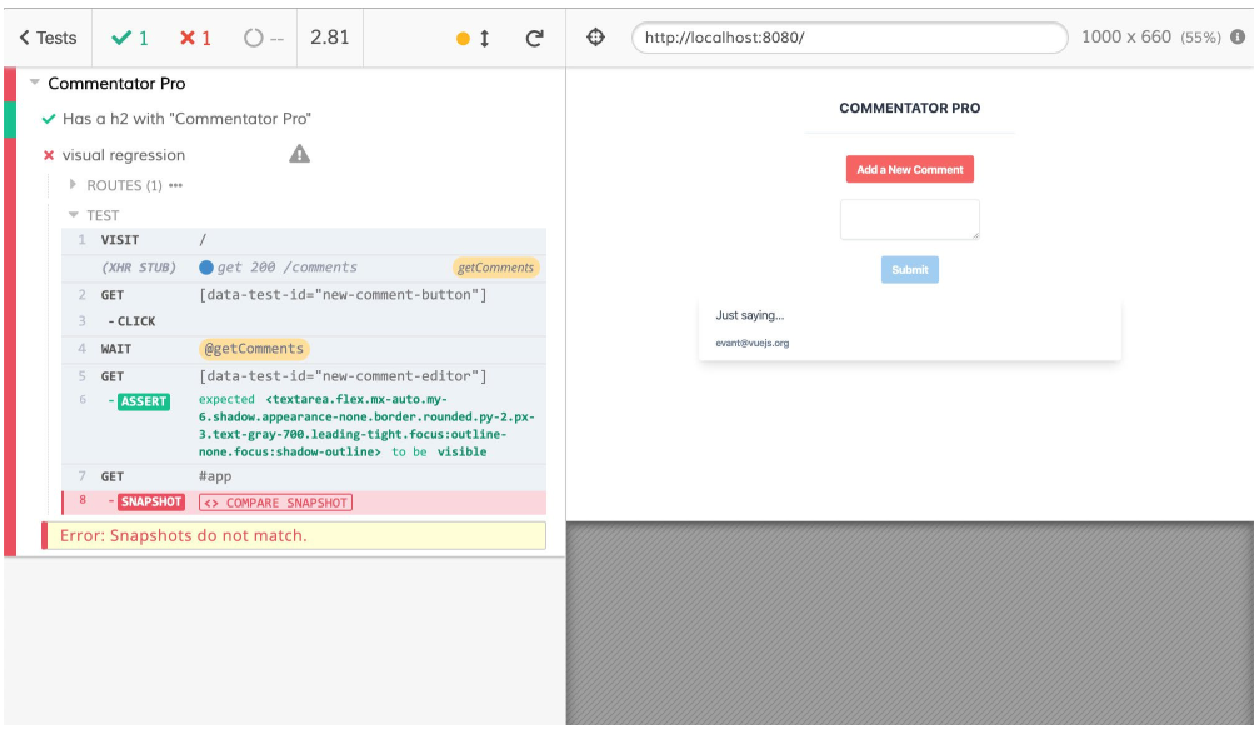 Tests 1 1 -- 2.81 http://localhost:8080/ 1000 x 660 (55%)
Commentator Pro
Has a h2 with "Commentator Pro"
visual regression
ROUTES (1) •••
TEST
1 VISIT /
(XHR STUB) get 200 /comments getComments
2 GET [data-test-id="new-comment-button"]
3 - CLICK
4 WAIT @getComments
5 GET [data-test-id="new-comment-editor"]
6 - ASSERT expected <textarea.flex.mx-auto.my-
6.shadow.appearance-none.border.rounded.py-2.px-
3.text-gray-700.leading-tight.focus:outline-
none.focus:shadow-outline> to be visible
7 GET #app
8 - SNAPSHOT <> COMPARE SNAPSHOT
Error: Snapshots do not match.
COMMENTATOR PRO
Add a New Comment
Submit
Just saying...
evant@vuejs.org